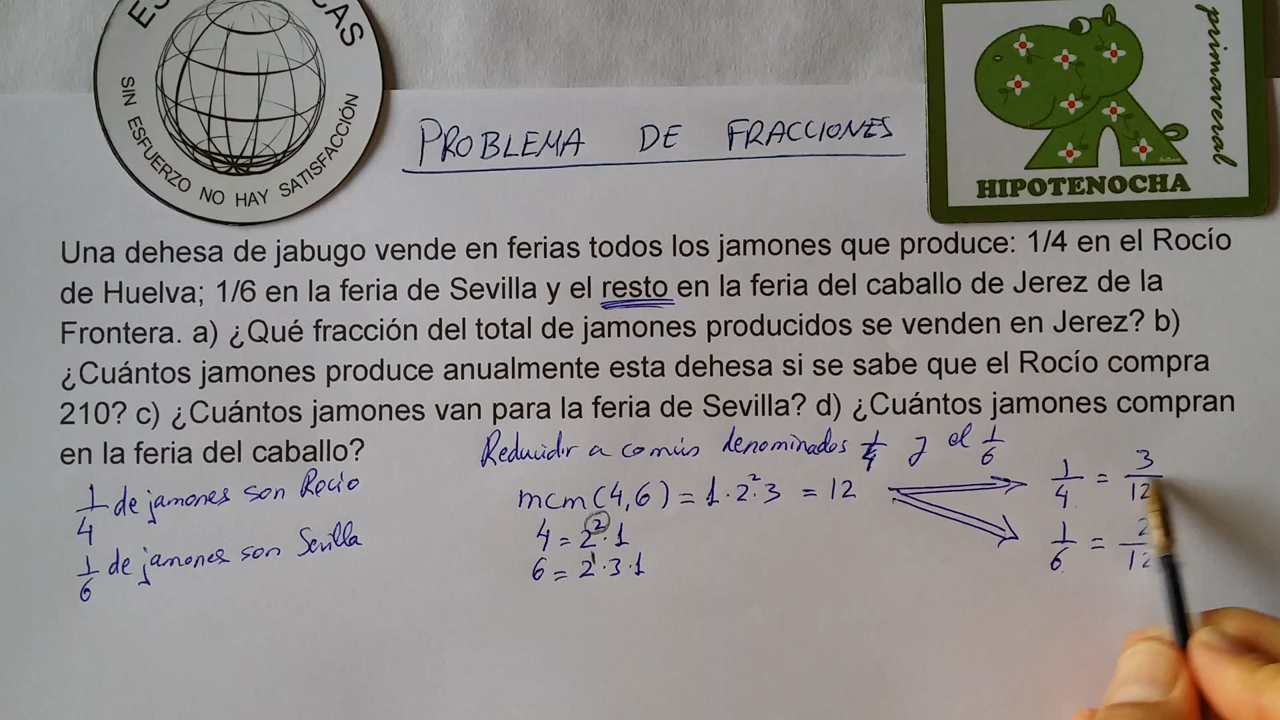 SIN ESFUERZO NO HAY SATISFACCIÓN
PROBLEMA DE FRACCIONES
primaveral
HIPOTENOCHA
Una dehesa de jabugo vende en ferias todos los jamones que produce: 1/4 en el Rocío
de Huelva; 1/6 en la feria de Sevilla y el resto en la feria del caballo de Jerez de la
Frontera. a) ¿Qué fracción del total de jamones producidos se venden en Jerez? b)
¿Cuántos jamones produce anualmente esta dehesa si se sabe que el Rocío compra
210? c) ¿Cuántos jamones van para la feria de Sevilla? d) ¿Cuántos jamones compran
en la feria del caballo?
Reducidr a común denominados 1/4 y el 1/6
1/4 de jamones son Rocio
1/6 de jamones son Sevilla
mcm (4,6) = 1·2²·3 = 12
4 = 2²·1
6 = 2¹·3·1
1/4 = 3/12
1/6 = 2/12